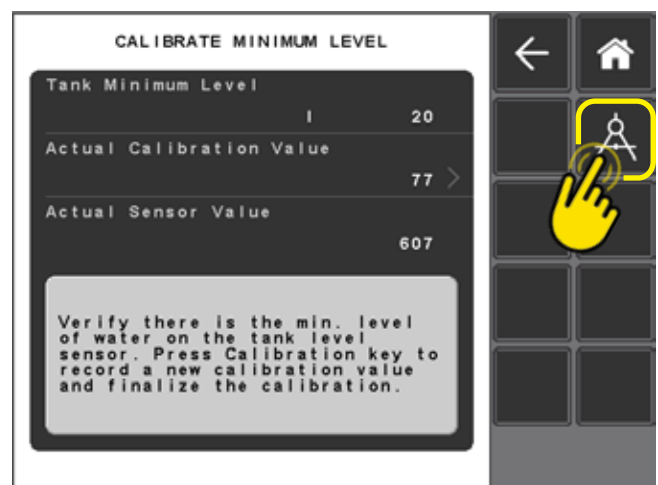 CALIBRATE MINIMUM LEVEL
Tank Minimum Level
l 20
Actual Calibration Value
77
Actual Sensor Value
607
Verify there is the min. level
of water on the tank level
sensor. Press Calibration key to
record a new calibration value
and finalize the calibration.